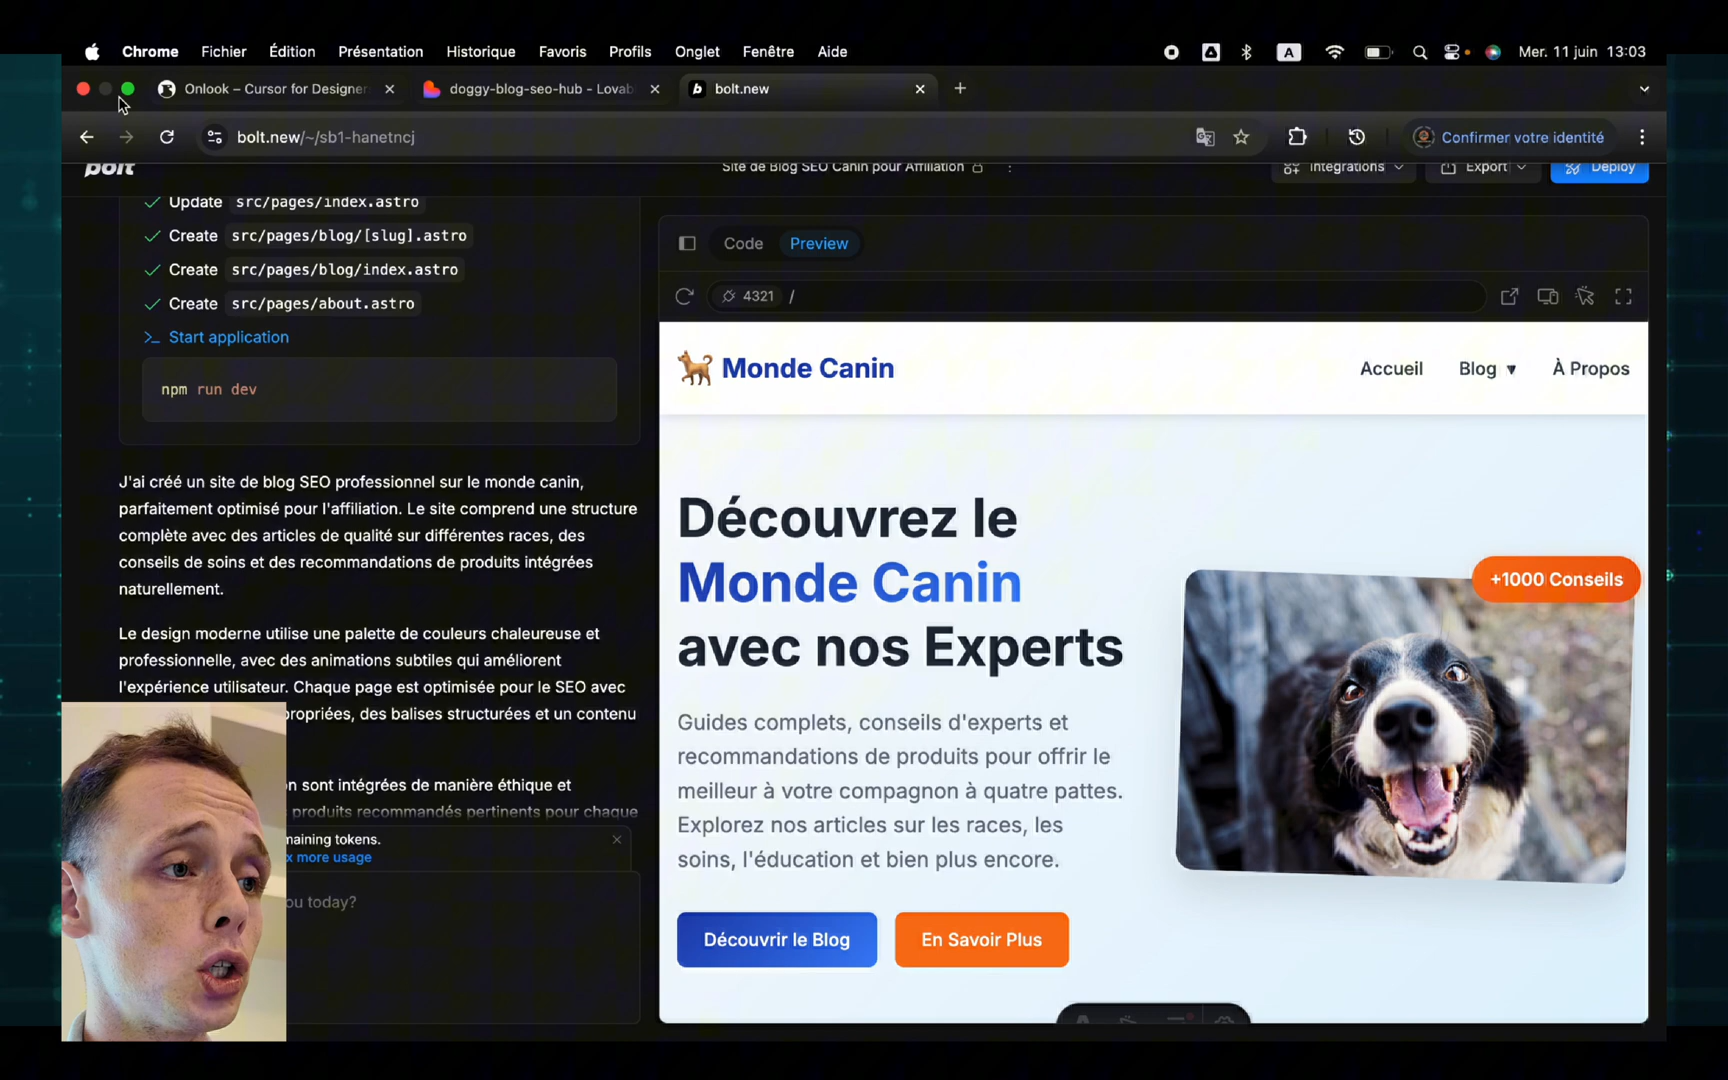 Chrome Fichier Édition Présentation Historique Favoris Profils Onglet Fenêtre Aide A Mer. 11 juin 13:03
Onlook – Cursor for Designer
doggy-blog-seo-hub - Lovab
b bolt.new
bolt.new/~/sb1-hanetncj
Confirmer votre identité
bolt
Site de Blog SEO Canin pour Affiliation
Integrations
Export
Deploy
Update src/pages/index.astro
Create src/pages/blog/[slug].astro
Create src/pages/blog/index.astro
Create src/pages/about.astro
>_ Start application
npm run dev
J'ai créé un site de blog SEO professionnel sur le monde canin,
parfaitement optimisé pour l'affiliation. Le site comprend une structure
complète avec des articles de qualité sur différentes races, des
conseils de soins et des recommandations de produits intégrées
naturellement.
Le design moderne utilise une palette de couleurs chaleureuse et
professionnelle, avec des animations subtiles qui améliorent
l'expérience utilisateur. Chaque page est optimisée pour le SEO avec
propriées, des balises structurées et un contenu
on sont intégrées de manière éthique et
produits recommandés pertinents pour chaque
maining tokens.
x more usage
ou today?
Code
Preview
4321 /
Monde Canin
Accueil
Blog ▾
À Propos
Découvrez le
Monde Canin
avec nos Experts
+1000 Conseils
Guides complets, conseils d'experts et
recommandations de produits pour offrir le
meilleur à votre compagnon à quatre pattes.
Explorez nos articles sur les races, les
soins, l'éducation et bien plus encore.
Découvrir le Blog
En Savoir Plus